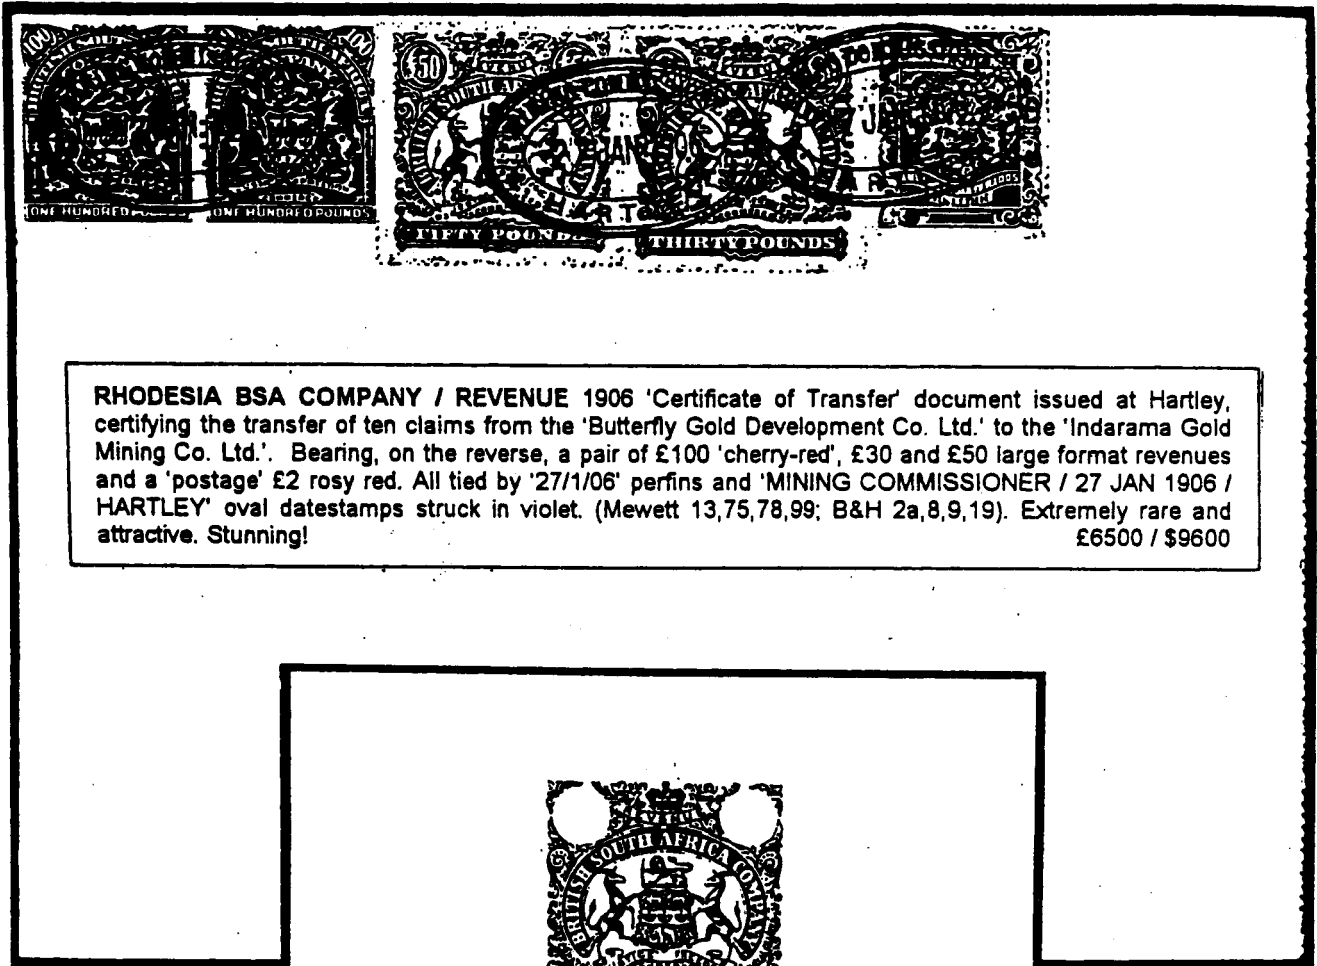 100
100
£50
ONE HUNDRED
ONE HUNDRED POUNDS
FIFTY POUND
THIRTY POUNDS
RHODESIA BSA COMPANY / REVENUE 1906 'Certificate of Transfer' document issued at Hartley,
certifying the transfer of ten claims from the 'Butterfly Gold Development Co. Ltd.' to the 'Indarama Gold
Mining Co. Ltd.'. Bearing, on the reverse, a pair of £100 'cherry-red', £30 and £50 large format revenues
and a 'postage' £2 rosy red. All tied by '27/1/06' perfins and 'MINING COMMISSIONER / 27 JAN 1906 /
HARTLEY' oval datestamps struck in violet. (Mewett 13,75,78,99; B&H 2a,8,9,19). Extremely rare and
attractive. Stunning! £6500 / $9600
BRITISH SOUTH AFRICA COMPANY